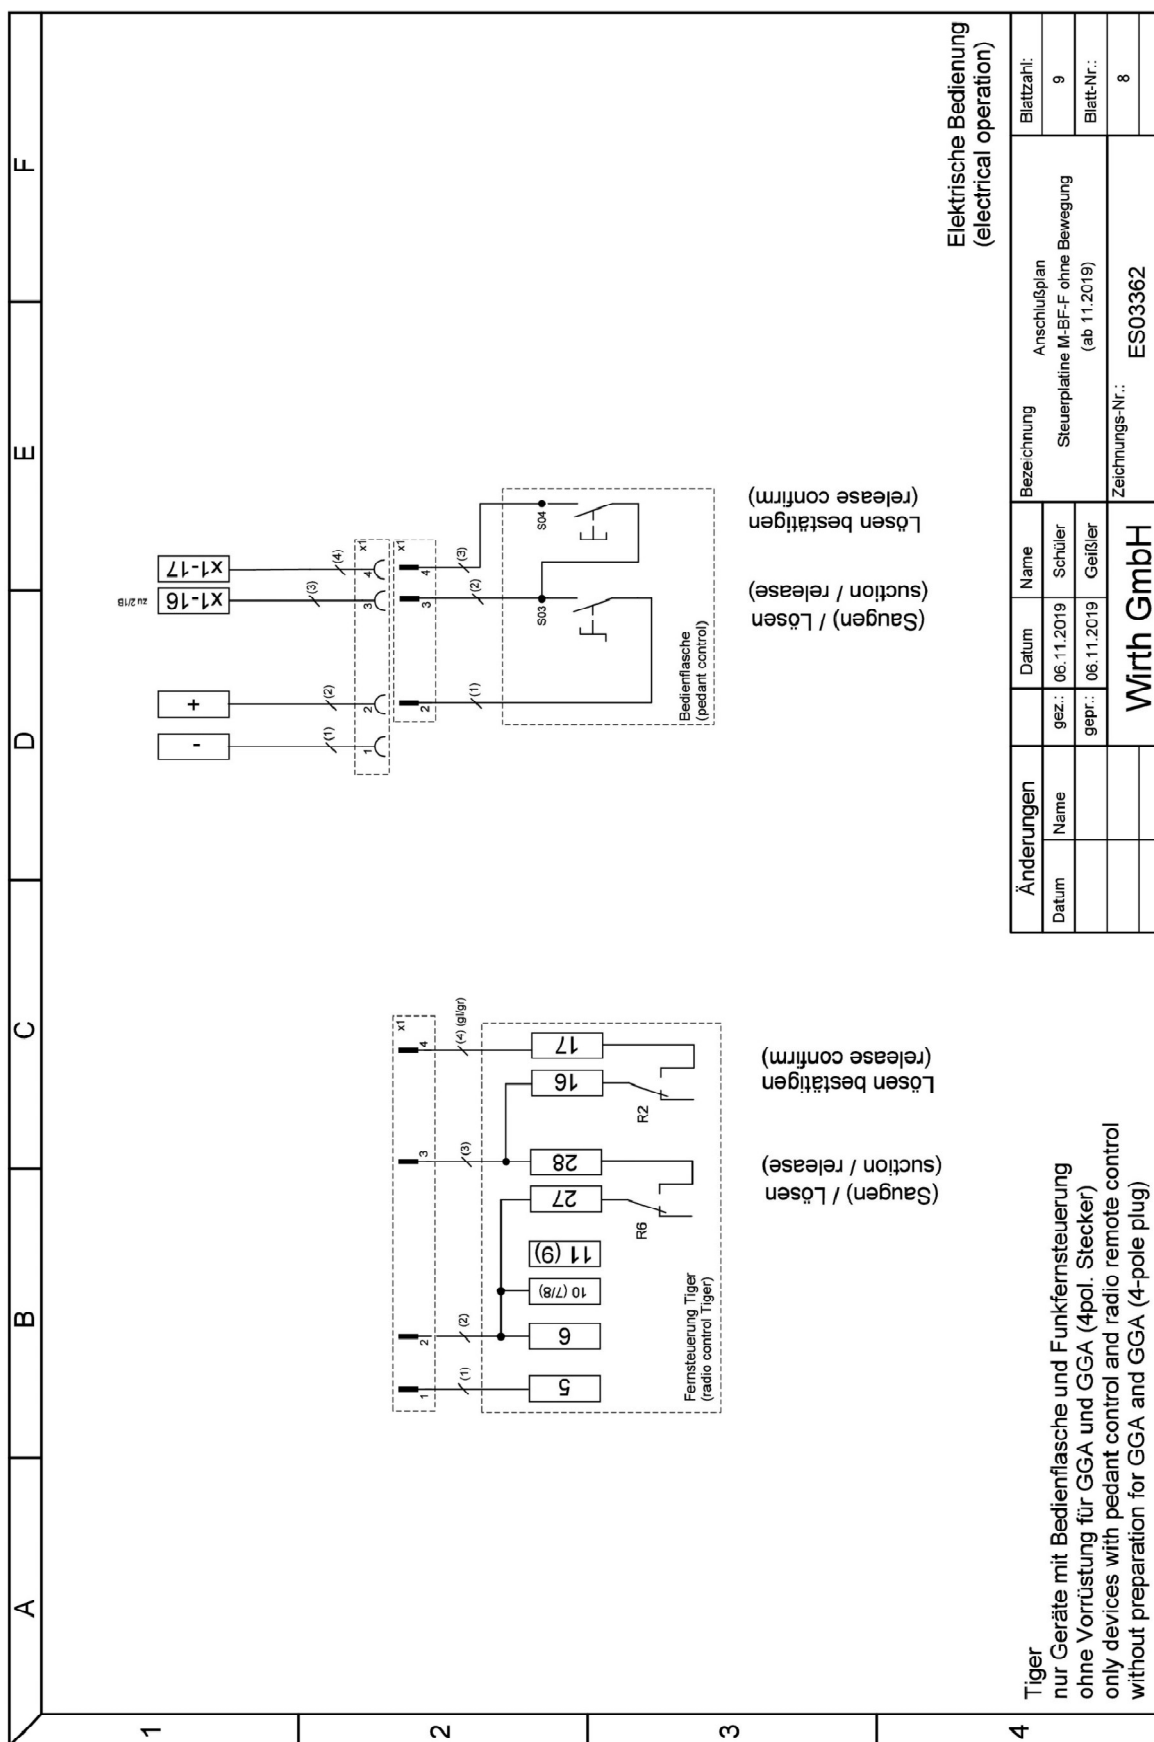 A
B
C
D
E
F
1
2
3
4
-
+
x1-16
x1-17
zu 2/1B
(1)
(2)
(3)
(4)
1
2
3
4
x1
x1
2
3
4
(1)
(2)
(3)
S03
S04
Bedienflasche
(pedant control)
(Saugen) / Lösen
(suction / release)
Lösen bestätigen
(release confirm)
x1
1
2
3
4
(1)
(2)
(3)
(4) (gl/gr)
5
6
10 (7/8)
11 (9)
27
28
16
17
R6
R2
Fernsteuerung Tiger
(radio control Tiger)
(Saugen) / Lösen
(suction / release)
Lösen bestätigen
(release confirm)
Elektrische Bedienung
(electrical operation)
Tiger
nur Geräte mit Bedienflasche und Funkfernsteuerung
ohne Vorrüstung für GGA und GGA (4pol. Stecker)
only devices with pedant control and radio remote control
without preparation for GGA and GGA (4-pole plug)
Änderungen
Datum
Name
Datum
Name
gez.:
06.11.2019
Schüler
gepr.:
06.11.2019
Geißler
Wirth GmbH
Bezeichnung
Anschlußplan
Steuerplatine M-BF-F ohne Bewegung
(ab 11.2019)
Zeichnungs-Nr.:
ES03362
Blattzahl:
9
Blatt-Nr.:
8